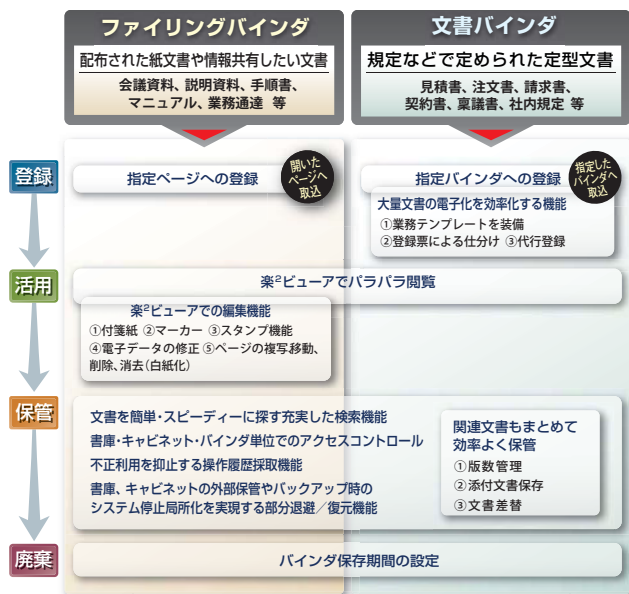 ファイリングバインダ
配布された紙文書や情報共有したい文書
会議資料、説明資料、手順書、
マニュアル、業務通達 等
文書バインダ
規定などで定められた定型文書
見積書、注文書、請求書、
契約書、稟議書、社内規定 等
登録
指定ページへの登録
開いた
ページへ
取込
指定バインダへの登録
指定した
バインダへ
取込
大量文書の電子化を効率化する機能
①業務テンプレートを装備
②登録票による仕分け ③代行登録
活用
楽²ビューアでパラパラ閲覧
楽²ビューアでの編集機能
①付箋紙 ②マーカー ③スタンプ機能
④電子データの修正 ⑤ページの複写、移動、
削除、消去(白紙化)
保管
文書を簡単・スピーディーに探す充実した検索機能
書庫・キャビネット・バインダ単位でのアクセスコントロール
不正利用を抑止する操作履歴採取機能
書庫、キャビネットの外部保管やバックアップ時の
システム停止局所化を実現する部分退避/復元機能
関連文書もまとめて
効率よく保管
①版数管理
②添付文書保存
③文書差替
廃棄
バインダ保存期間の設定